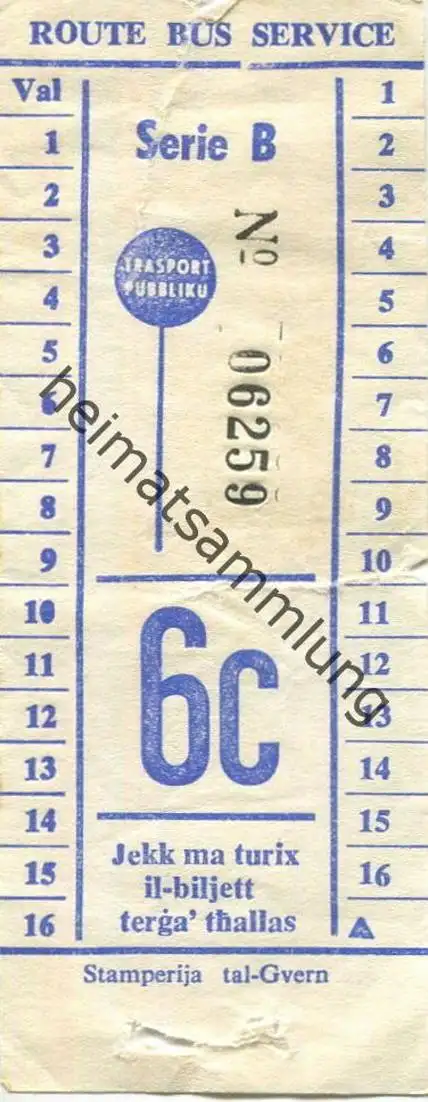 ROUTE BUS SERVICE
Val
1
2
3
4
5
6
7
8
9
10
11
12
13
14
15
16
Serie B
TRASPORT
PUBBLIKU
Nº 06259
6c
Jekk ma turix
il-biljett
terġa' tħallas
1
2
3
4
5
6
7
8
9
10
11
12
13
14
15
16
A
Stamperija tal-Gvern
heimatsammlung